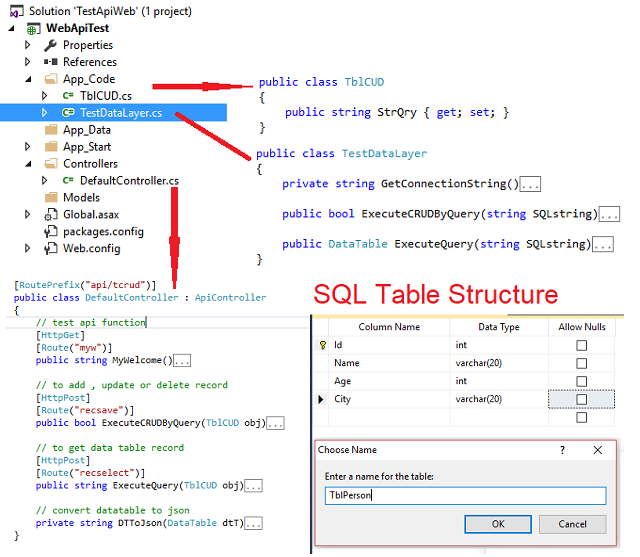 Solution 'TestApiWeb' (1 project)
WebApiTest
Properties
References
App_Code
TblCUD.cs
TestDataLayer.cs
App_Data
App_Start
Controllers
DefaultController.cs
Models
Global.asax
packages.config
Web.config
public class TblCUD
{
public string StrQry { get; set; }
}
public class TestDataLayer
{
private string GetConnectionString()...
public bool ExecuteCRUDByQuery(string SQLstring)...
public DataTable ExecuteQuery(string SQLstring)...
}
[RoutePrefix("api/tcrud")]
public class DefaultController : ApiController
{
// test api function
[HttpGet]
[Route("myw")]
public string MyWelcome()...
// to add , update or delete record
[HttpPost]
[Route("recsave")]
public bool ExecuteCRUDByQuery(TblCUD obj)...
// to get data table record
[HttpPost]
[Route("recselect")]
public string ExecuteQuery(TblCUD obj)...
// convert datatable to json
private string DTToJson(DataTable dtT)...
}
SQL Table Structure
Column Name Data Type Allow Nulls
Id int
Name varchar(20)
Age int
City varchar(20)
Choose Name ?
Enter a name for the table:
TblPerson
OK Cancel